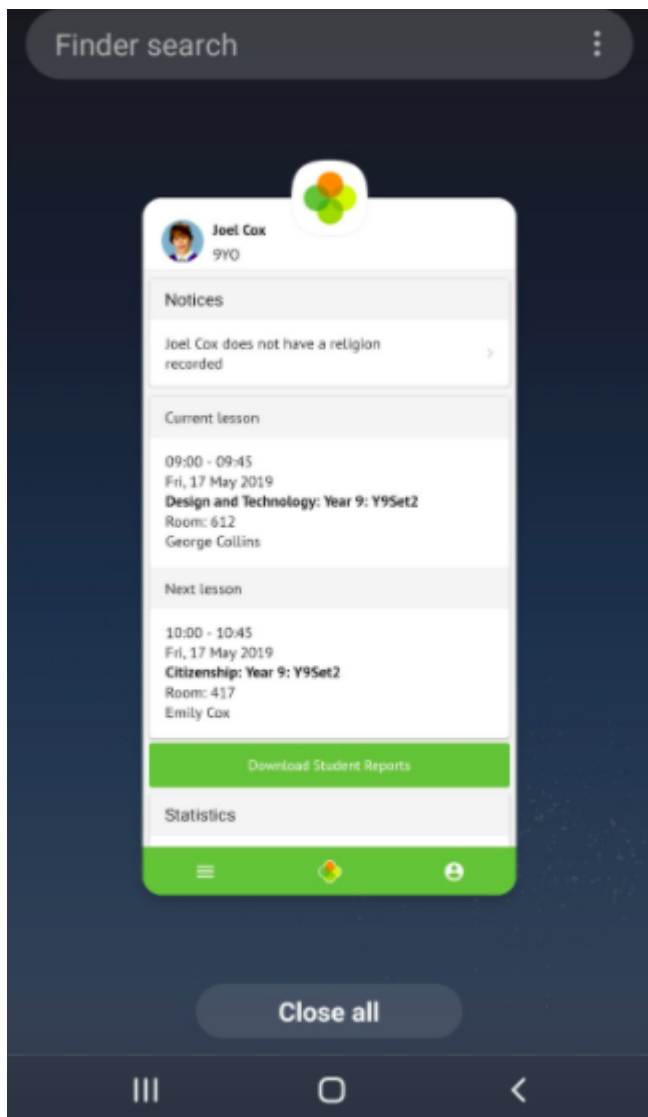 Finder search
Joel Cox
9YO
Notices
Joel Cox does not have a religion
recorded
Current lesson
09:00 - 09:45
Fri, 17 May 2019
Design and Technology: Year 9: Y9Set2
Room: 612
George Collins
Next lesson
10:00 - 10:45
Fri, 17 May 2019
Citizenship: Year 9: Y9Set2
Room: 417
Emily Cox
Download Student Reports
Statistics
Close all